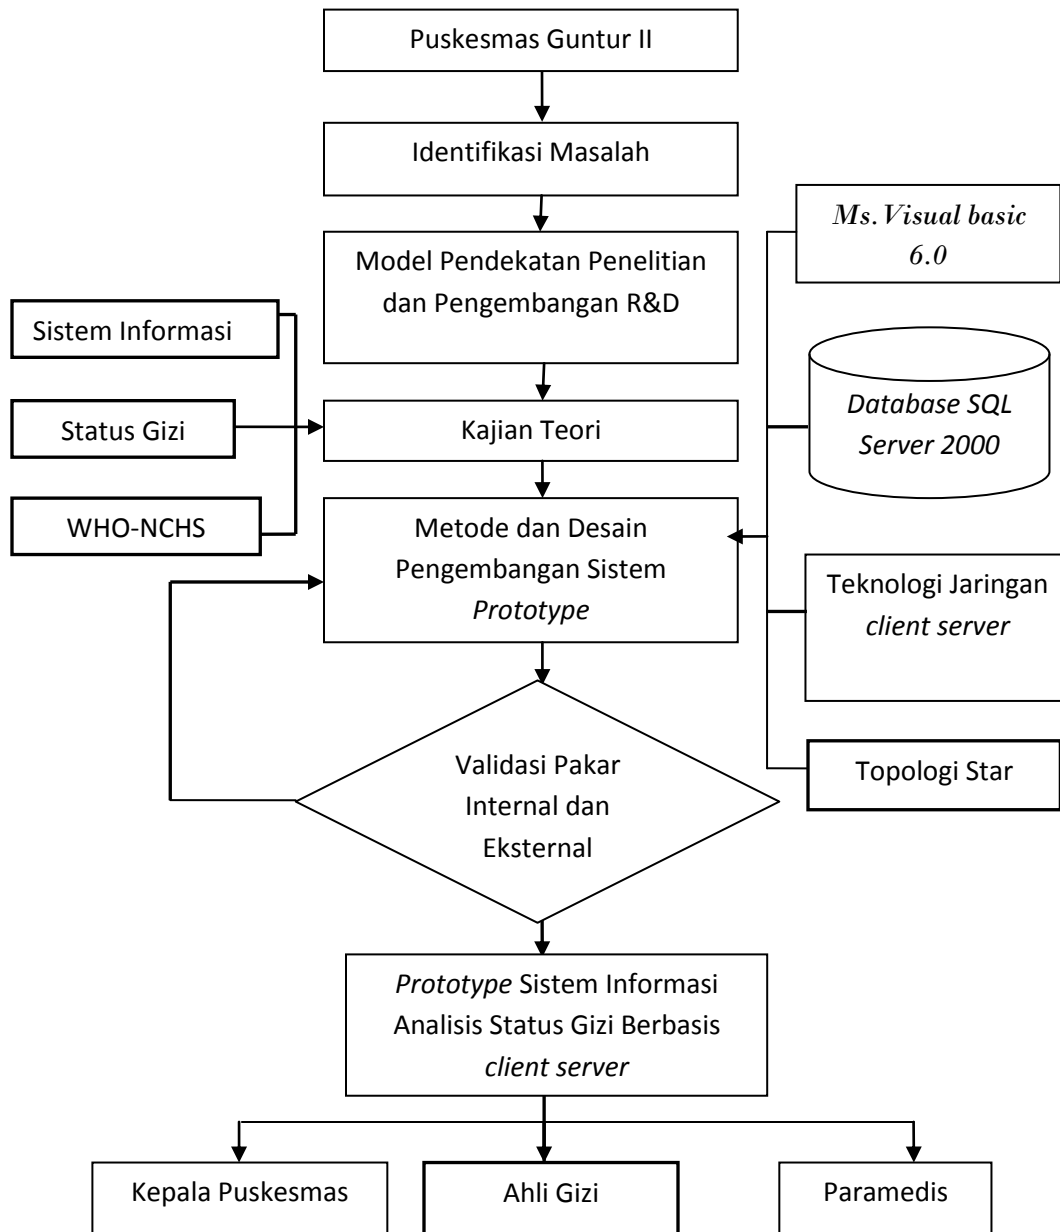 Puskesmas Guntur II
Identifikasi Masalah
Model Pendekatan Penelitian
dan Pengembangan R&D
Sistem Informasi
Status Gizi
WHO-NCHS
Kajian Teori
Metode dan Desain
Pengembangan Sistem
Prototype
Ms. Visual basic
6.0
Database SQL
Server 2000
Teknologi Jaringan
client server
Topologi Star
Validasi Pakar
Internal dan
Eksternal
Prototype Sistem Informasi
Analisis Status Gizi Berbasis
client server
Kepala Puskesmas
Ahli Gizi
Paramedis